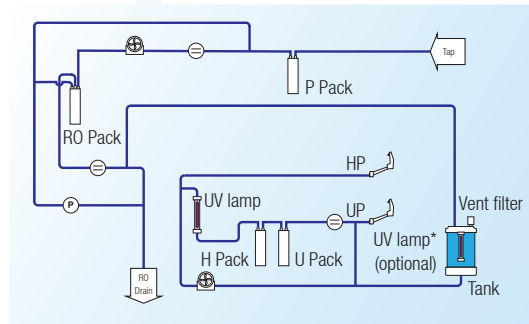 Tap
P Pack
RO Pack
HP
UV lamp
UP
Vent filter
P
UV lamp*
(optional)
H Pack
U Pack
RO
Drain
Tank